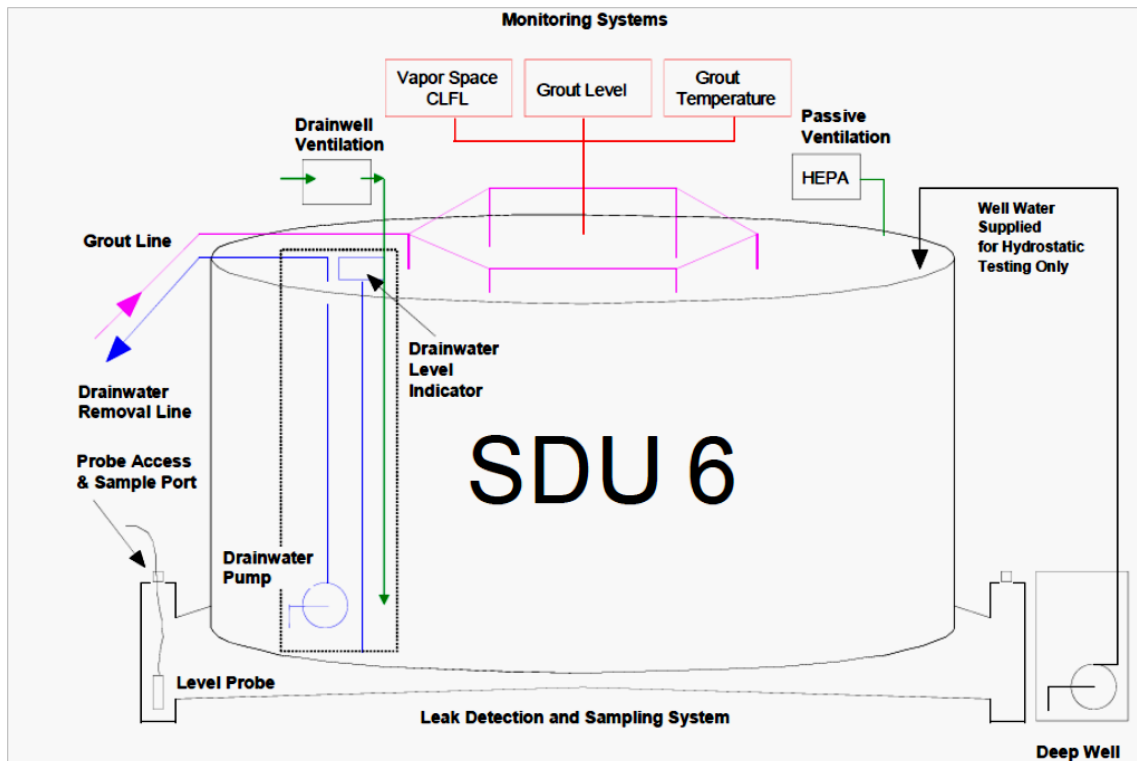 Monitoring Systems
Vapor Space
CLFL
Grout Level
Grout
Temperature
Drainwell
Ventilation
Passive
Ventilation
HEPA
Grout Line
Well Water
Supplied
for Hydrostatic
Testing Only
Drainwater
Level
Indicator
Drainwater
Removal Line
SDU 6
Probe Access
& Sample Port
Drainwater
Pump
Level Probe
Leak Detection and Sampling System
Deep Well